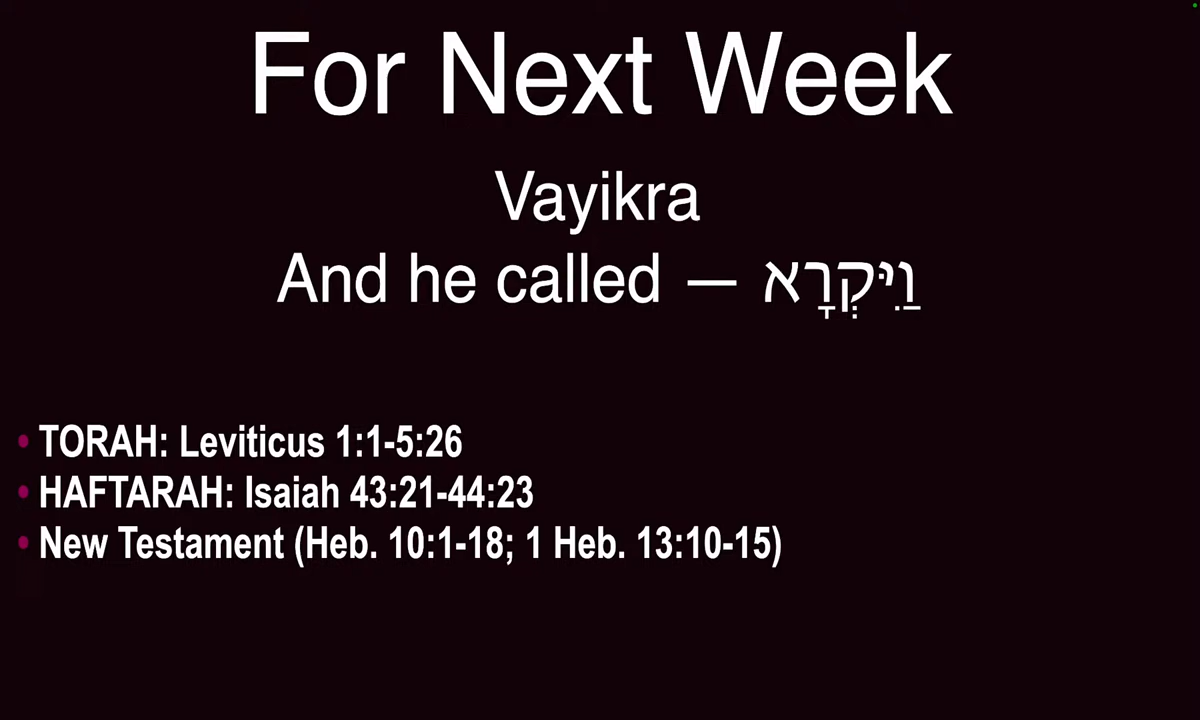 For Next Week
Vayikra
And he called — וַיִּקְרָא
• TORAH: Leviticus 1:1-5:26
• HAFTARAH: Isaiah 43:21-44:23
• New Testament (Heb. 10:1-18; 1 Heb. 13:10-15)